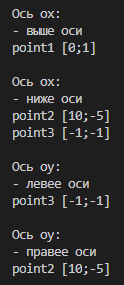 Ось ox:
- выше оси
point1 [0;1]
Ось ox:
- ниже оси
point2 [10;-5]
point3 [-1;-1]
Ось oy:
- левее оси
point3 [-1;-1]
Ось oy:
- правее оси
point2 [10;-5]